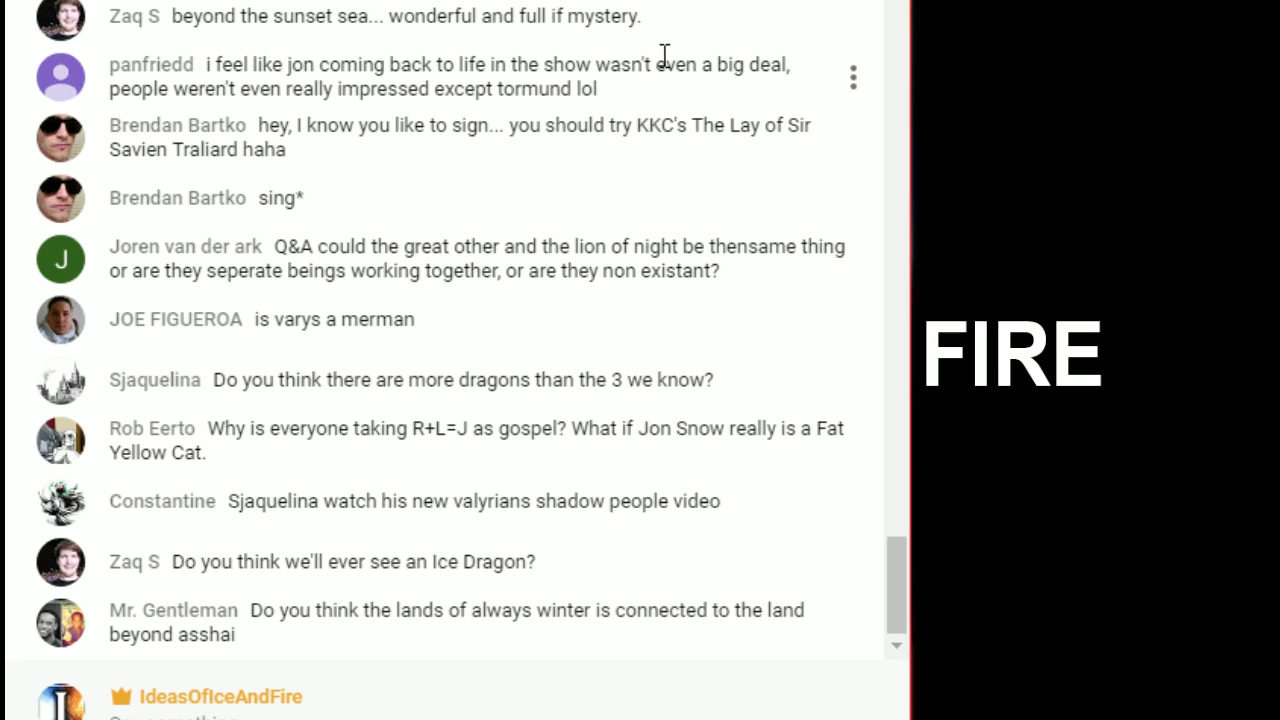 Zaq S beyond the sunset sea... wonderful and full if mystery.
panfriedd i feel like jon coming back to life in the show wasn't even a big deal,
people weren't even really impressed except tormund lol
Brendan Bartko hey, I know you like to sign... you should try KKC's The Lay of Sir
Savien Traliard haha
Brendan Bartko sing*
J Joren van der ark Q&A could the great other and the lion of night be thensame thing
or are they seperate beings working together, or are they non existant?
JOE FIGUEROA is varys a merman
Sjaquelina Do you think there are more dragons than the 3 we know?
FIRE
Rob Eerto Why is everyone taking R+L=J as gospel? What if Jon Snow really is a Fat
Yellow Cat.
Constantine Sjaquelina watch his new valyrians shadow people video
Zaq S Do you think we'll ever see an Ice Dragon?
Mr. Gentleman Do you think the lands of always winter is connected to the land
beyond asshai
IdeasOfIceAndFire
Say something...